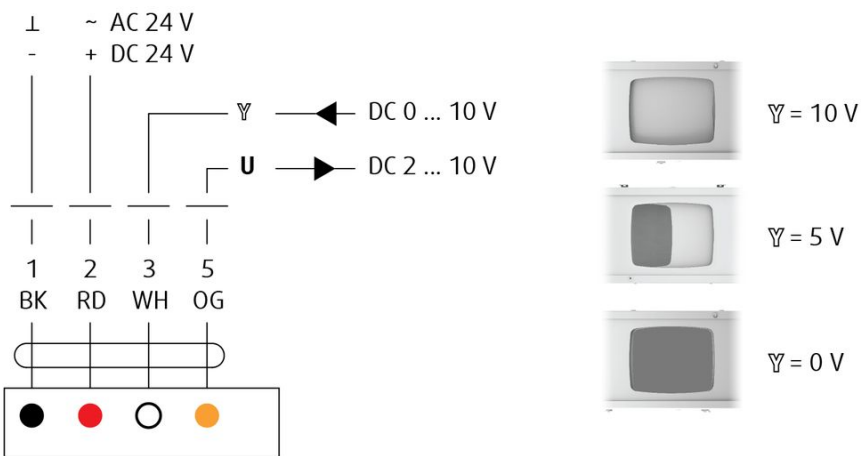 ⊥ ~ AC 24 V
- + DC 24 V
Y DC 0 ... 10 V
U DC 2 ... 10 V
1 2 3 5
BK RD WH OG
Y = 10 V
Y = 5 V
Y = 0 V